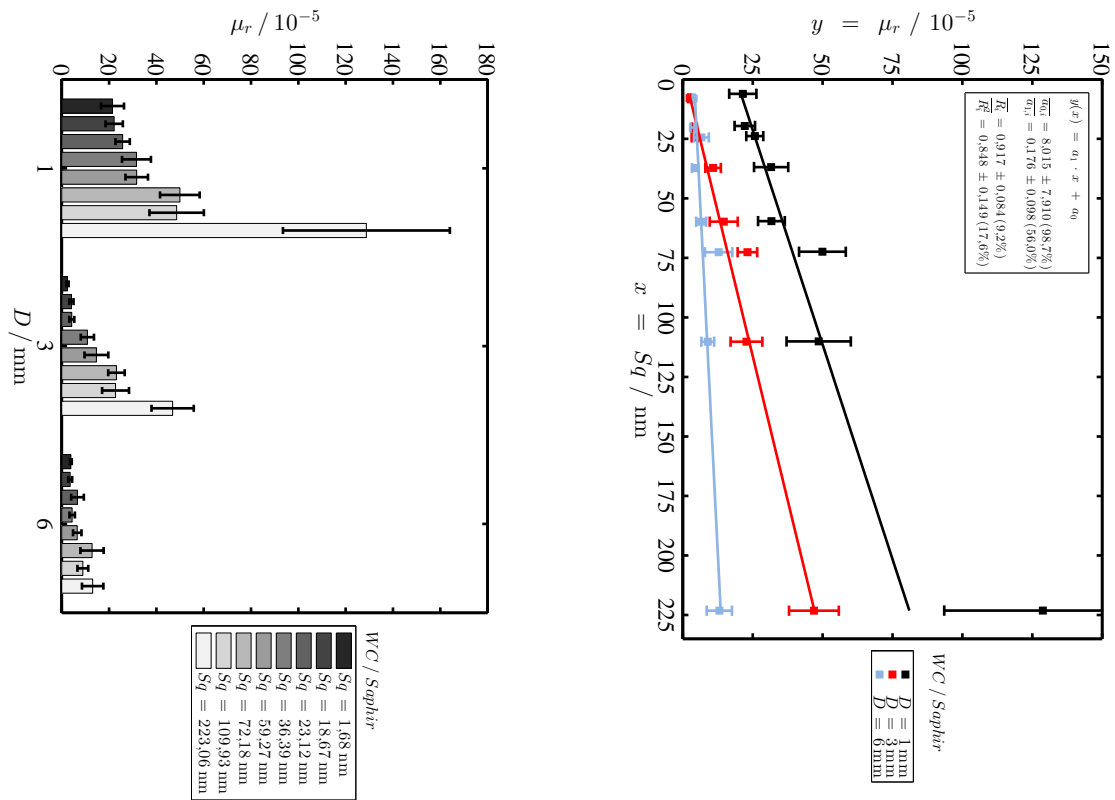 μr / 10⁻⁵
0
20
40
60
80
100
120
140
160
180
1
3
6
D / mm
WC / Saphir
Sq = 1,68 nm
Sq = 18,67 nm
Sq = 23,12 nm
Sq = 36,39 nm
Sq = 59,27 nm
Sq = 72,18 nm
Sq = 109,93 nm
Sq = 223,06 nm
y = μr / 10⁻⁵
0
25
50
75
100
125
150
0
25
50
75
100
125
150
175
200
225
x = Sq / nm
y(x) = a₁ · x + a₀
a₀,ᵢ = 8,015 ± 7,910 (98,7%)
a₁,ᵢ = 0,176 ± 0,098 (56,0%)
Rᵢ = 0,917 ± 0,084 (9,2%)
Rᵢ² = 0,848 ± 0,149 (17,6%)
WC / Saphir
D = 1 mm
D = 3 mm
D = 6 mm